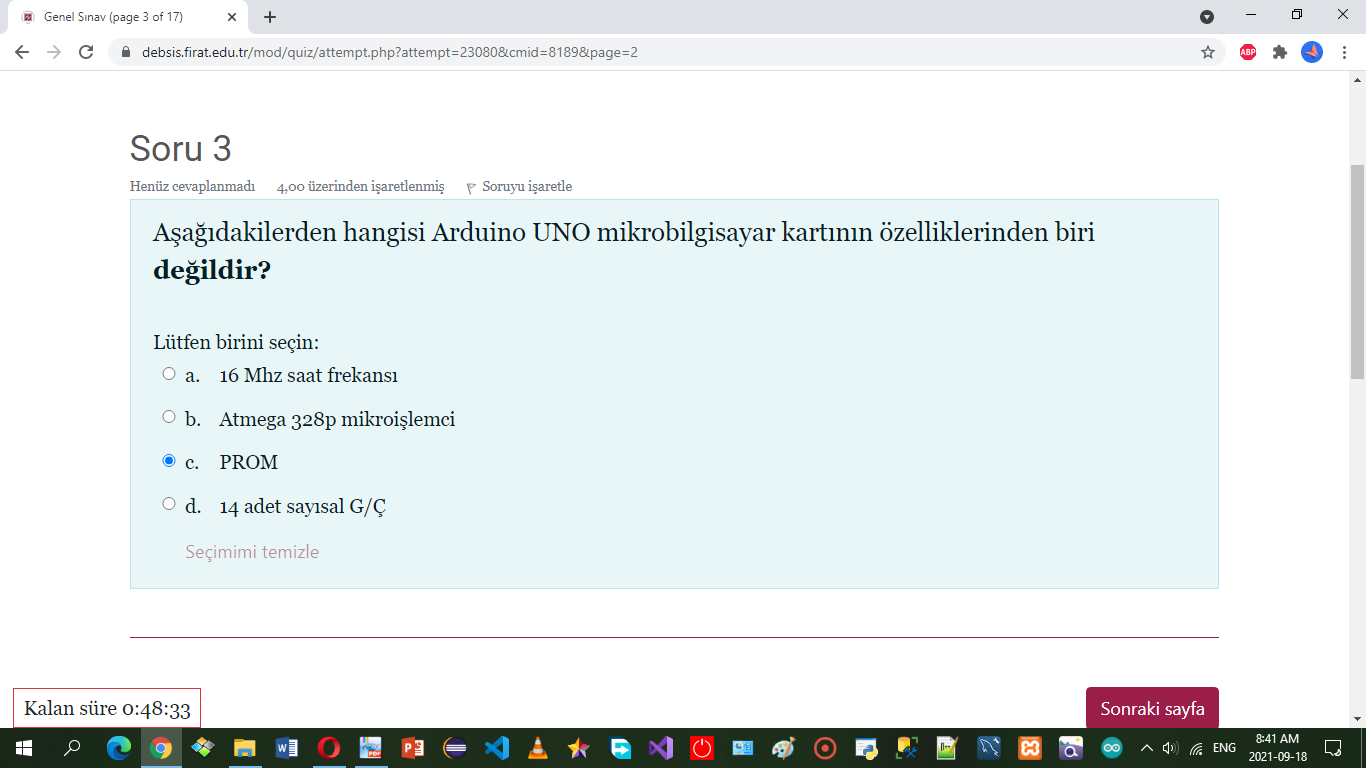 Genel Sınav (page 3 of 17)
debsis.firat.edu.tr/mod/quiz/attempt.php?attempt=23080&cmid=8189&page=2
ABP
Soru 3
Henüz cevaplanmadı 4,00 üzerinden işaretlenmiş Soruyu işaretle
Aşağıdakilerden hangisi Arduino UNO mikrobilgisayar kartının özelliklerinden biri
değildir?
Lütfen birini seçin:
a. 16 Mhz saat frekansı
b. Atmega 328p mikroişlemci
c. PROM
d. 14 adet sayısal G/Ç
Seçimimi temizle
Kalan süre 0:48:33
Sonraki sayfa
ENG
8:41 AM
2021-09-18